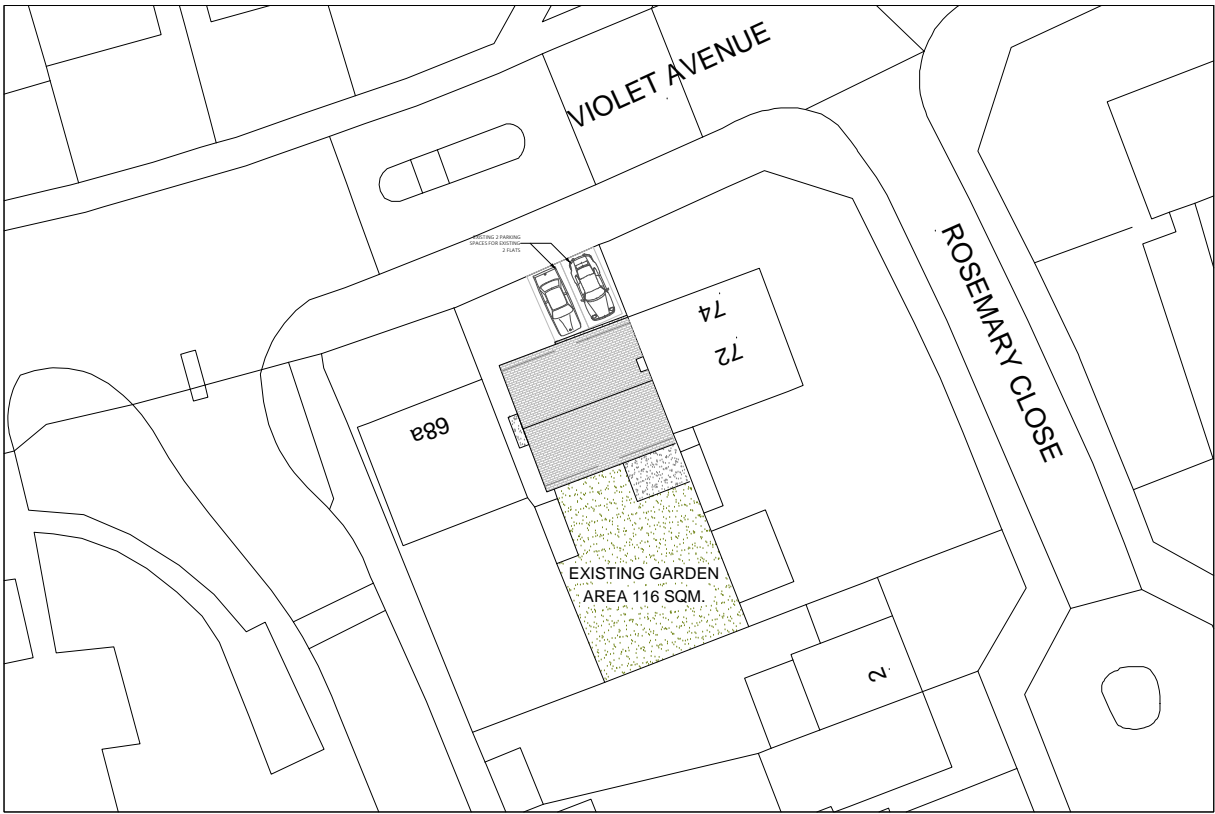 VIOLET AVENUE
EXISTING 2 PARKING
SPACES FOR EXISTING
2 FLATS
ROSEMARY CLOSE
74
72
68a
EXISTING GARDEN
AREA 116 SQM.
2